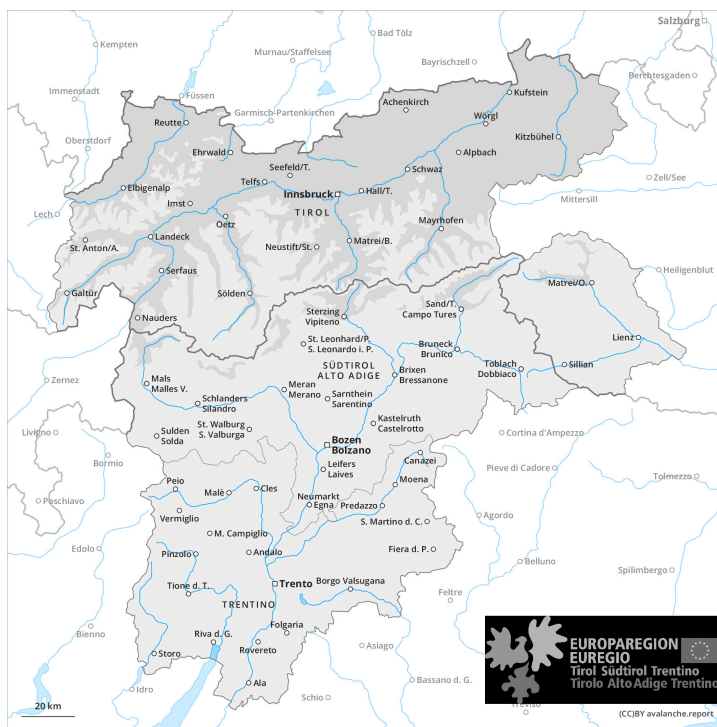 Salzburg
Kempten
Bad Tölz
Murnau/Staffelsee
Bayrischzell
Berchtesgaden
Immenstadt
Füssen
Kufstein
Achenkirch
Garmisch-Partenkirchen
Wörgl
Reutte
Oberstdorf
Kitzbühel
Ehrwald
Alpbach
Seefeld/T.
Schwaz
Zell/See
Telfs
Elbigenalp
Innsbruck
Hall/T.
Mittersill
Imst
TIROL
Lech
Oetz
Mayrhofen
St. Anton/A.
Landeck
Neustift/St.
Matrei/B.
Serfaus
Heiligenblut
Galtür
Sölden
Matrei/O.
Nauders
Sterzing
Vipiteno
Sand/T.
Campo Tures
Lienz
St. Leonhard/P.
S. Leonardo i. P.
Bruneck
Brunico
SÜDTIROL
ALTO ADIGE
Toblach
Dobbiaco
Sillian
Brixen
Bressanone
Zernez
Mals
Malles V.
Meran
Merano
Sarnthein
Sarentino
Schlanders
Silandro
Kastelruth
Castelrotto
St. Walburg
S. Valburga
Livigno
Sulden
Solda
Cortina d'Ampezzo
Bozen
Bolzano
Canazei
Bormio
Pieve di Cadore
Leifers
Laives
Tolmezzo
Peio
Malè
Cles
Moena
Neumarkt
Egna
Predazzo
Poschiavo
Vermiglio
S. Martino d. C.
Agordo
M. Campiglio
Edolo
Pinzolo
Andalo
Fiera d. P.
Belluno
Spilimbergo
Tione d. T.
Trento
Borgo Valsugana
Feltre
TRENTINO
Folgaria
Bienno
Riva d. G.
Rovereto
Asiago
Storo
Ala
Bassano d. G.
Idro
Schio
Treviso
20 km
EUROPAREGION
EUREGIO
Tirol Südtirol Trentino
Tirolo Alto Adige Trentino
(CC)BY avalanche.report